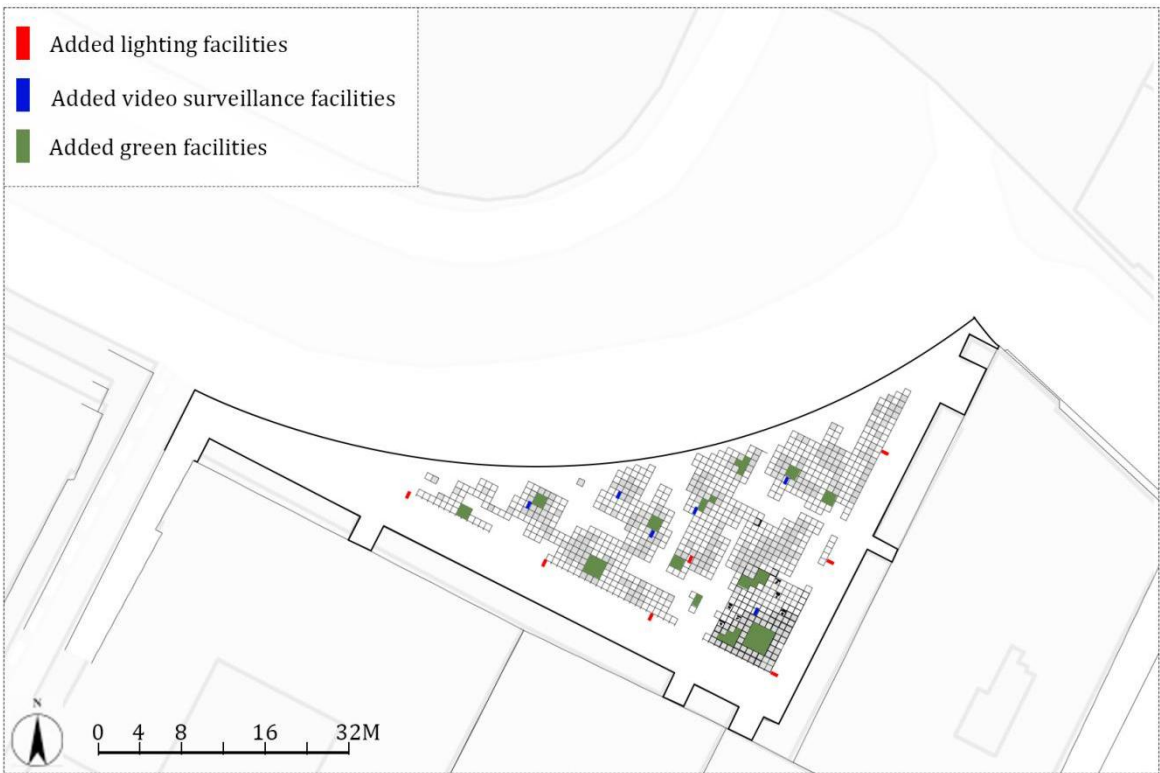 Added lighting facilities
Added video surveillance facilities
Added green facilities
N
0 4 8 16 32M